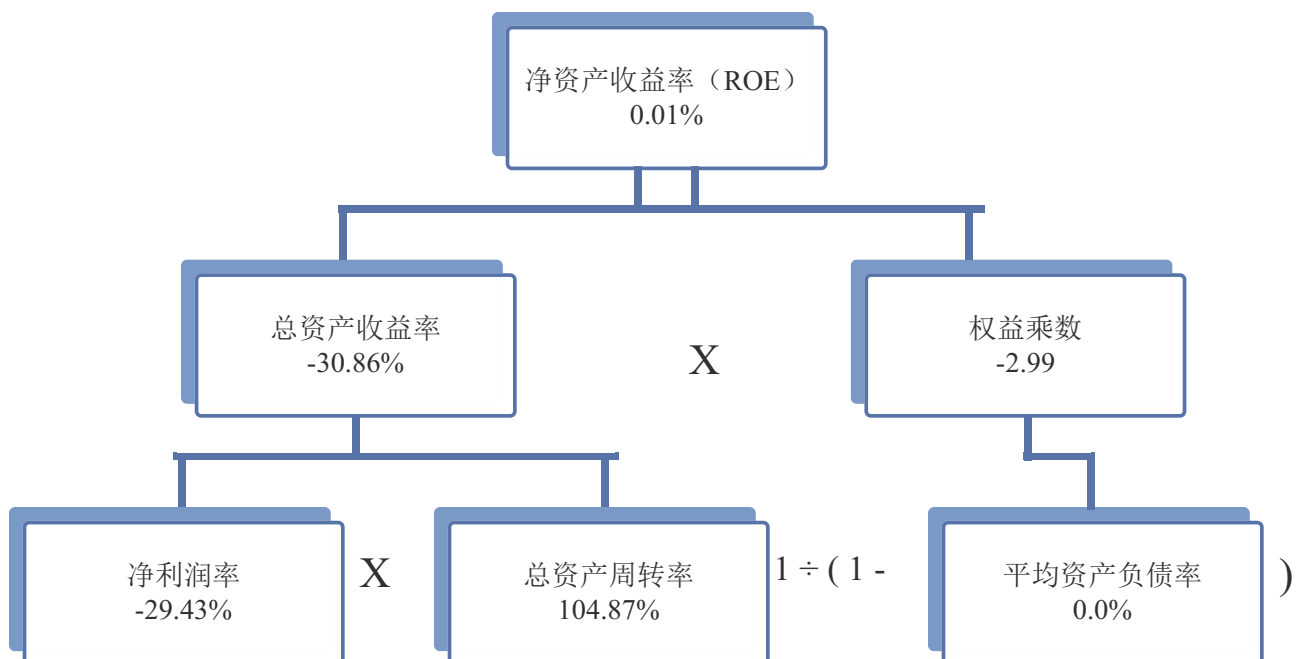 净资产收益率（ROE）
0.01%
总资产收益率
-30.86%
X
权益乘数
-2.99
净利润率
-29.43%
X
总资产周转率
104.87%
1 ÷ ( 1 -
平均资产负债率
0.0%
)